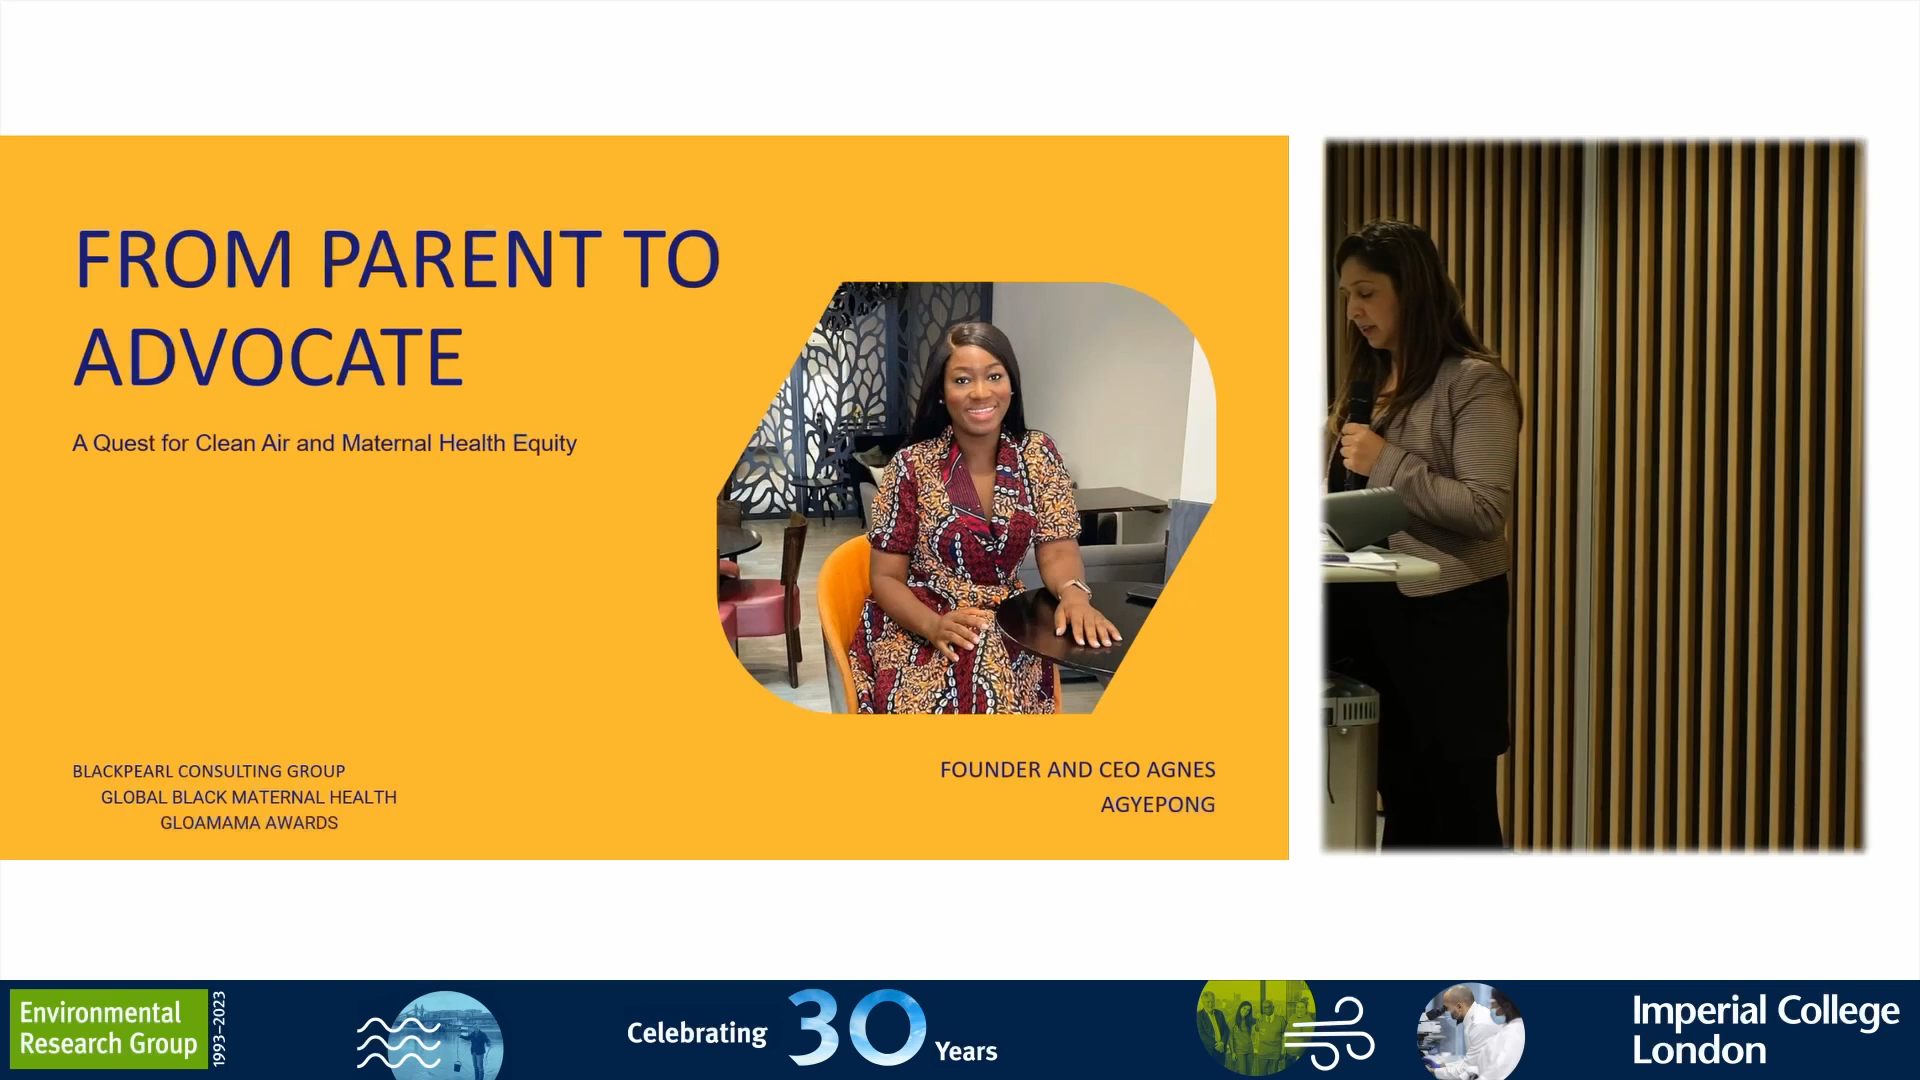 FROM PARENT TO
ADVOCATE
A Quest for Clean Air and Maternal Health Equity
BLACKPEARL CONSULTING GROUP
GLOBAL BLACK MATERNAL HEALTH
GLOAMAMA AWARDS
FOUNDER AND CEO AGNES
AGYEPONG
Environmental
Research Group
1993–2023
Celebrating 30 Years
Imperial College
London